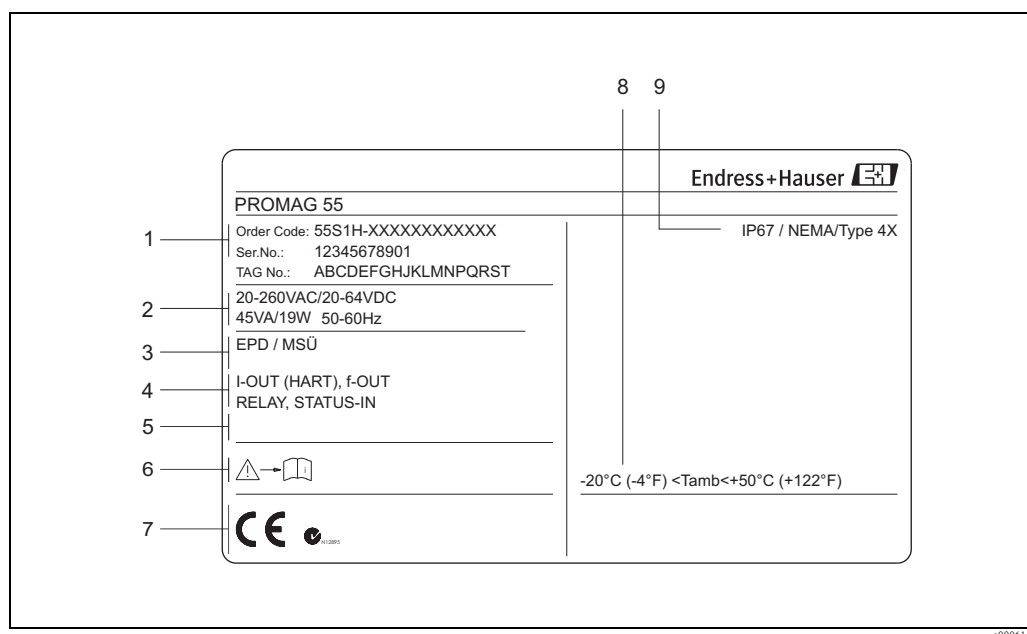 8 9
Endress+Hauser
PROMAG 55
1
Order Code: 55S1H-XXXXXXXXXXXX
Ser.No.: 12345678901
TAG No.: ABCDEFGHJKLMNPQRST
IP67 / NEMA/Type 4X
2
20-260VAC/20-64VDC
45VA/19W 50-60Hz
3
EPD / MSÜ
4
I-OUT (HART), f-OUT
RELAY, STATUS-IN
5
6
i
-20°C (-4°F) <Tamb<+50°C (+122°F)
7
CE
N12895